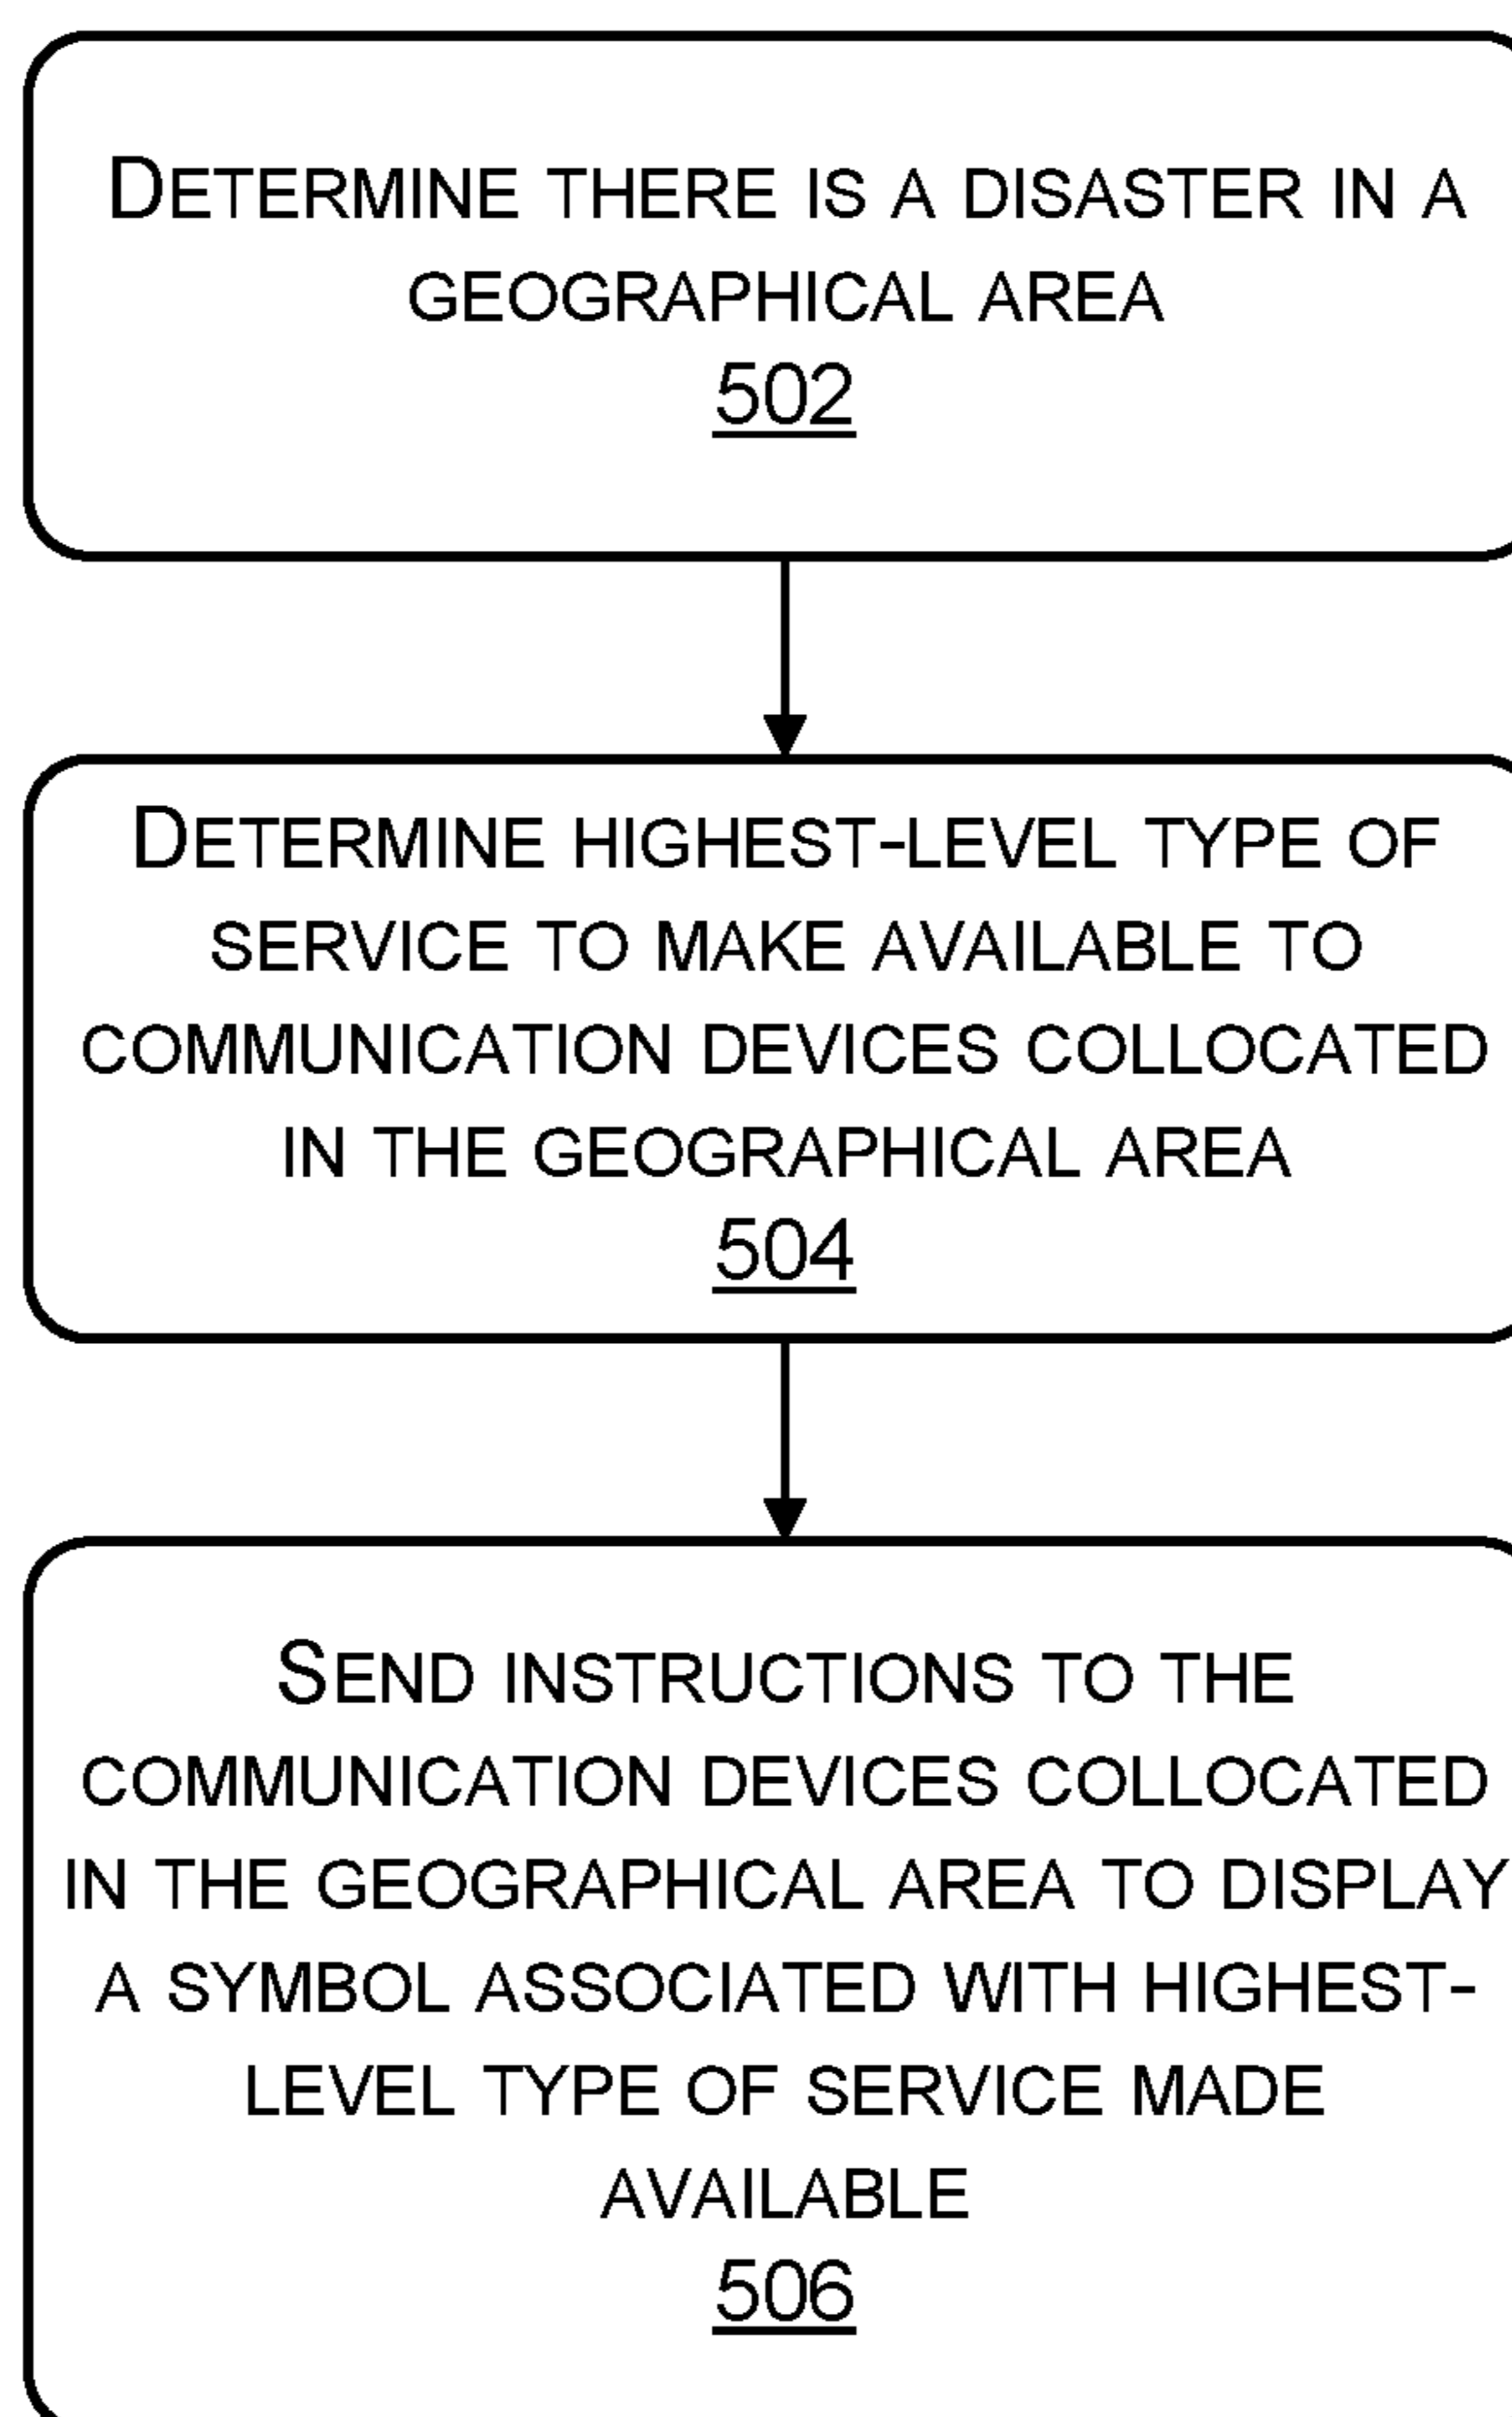 DETERMINE THERE IS A DISASTER IN A
GEOGRAPHICAL AREA
502
DETERMINE HIGHEST-LEVEL TYPE OF
SERVICE TO MAKE AVAILABLE TO
COMMUNICATION DEVICES COLLOCATED
IN THE GEOGRAPHICAL AREA
504
SEND INSTRUCTIONS TO THE
COMMUNICATION DEVICES COLLOCATED
IN THE GEOGRAPHICAL AREA TO DISPLAY
A SYMBOL ASSOCIATED WITH HIGHEST-
LEVEL TYPE OF SERVICE MADE
AVAILABLE
506